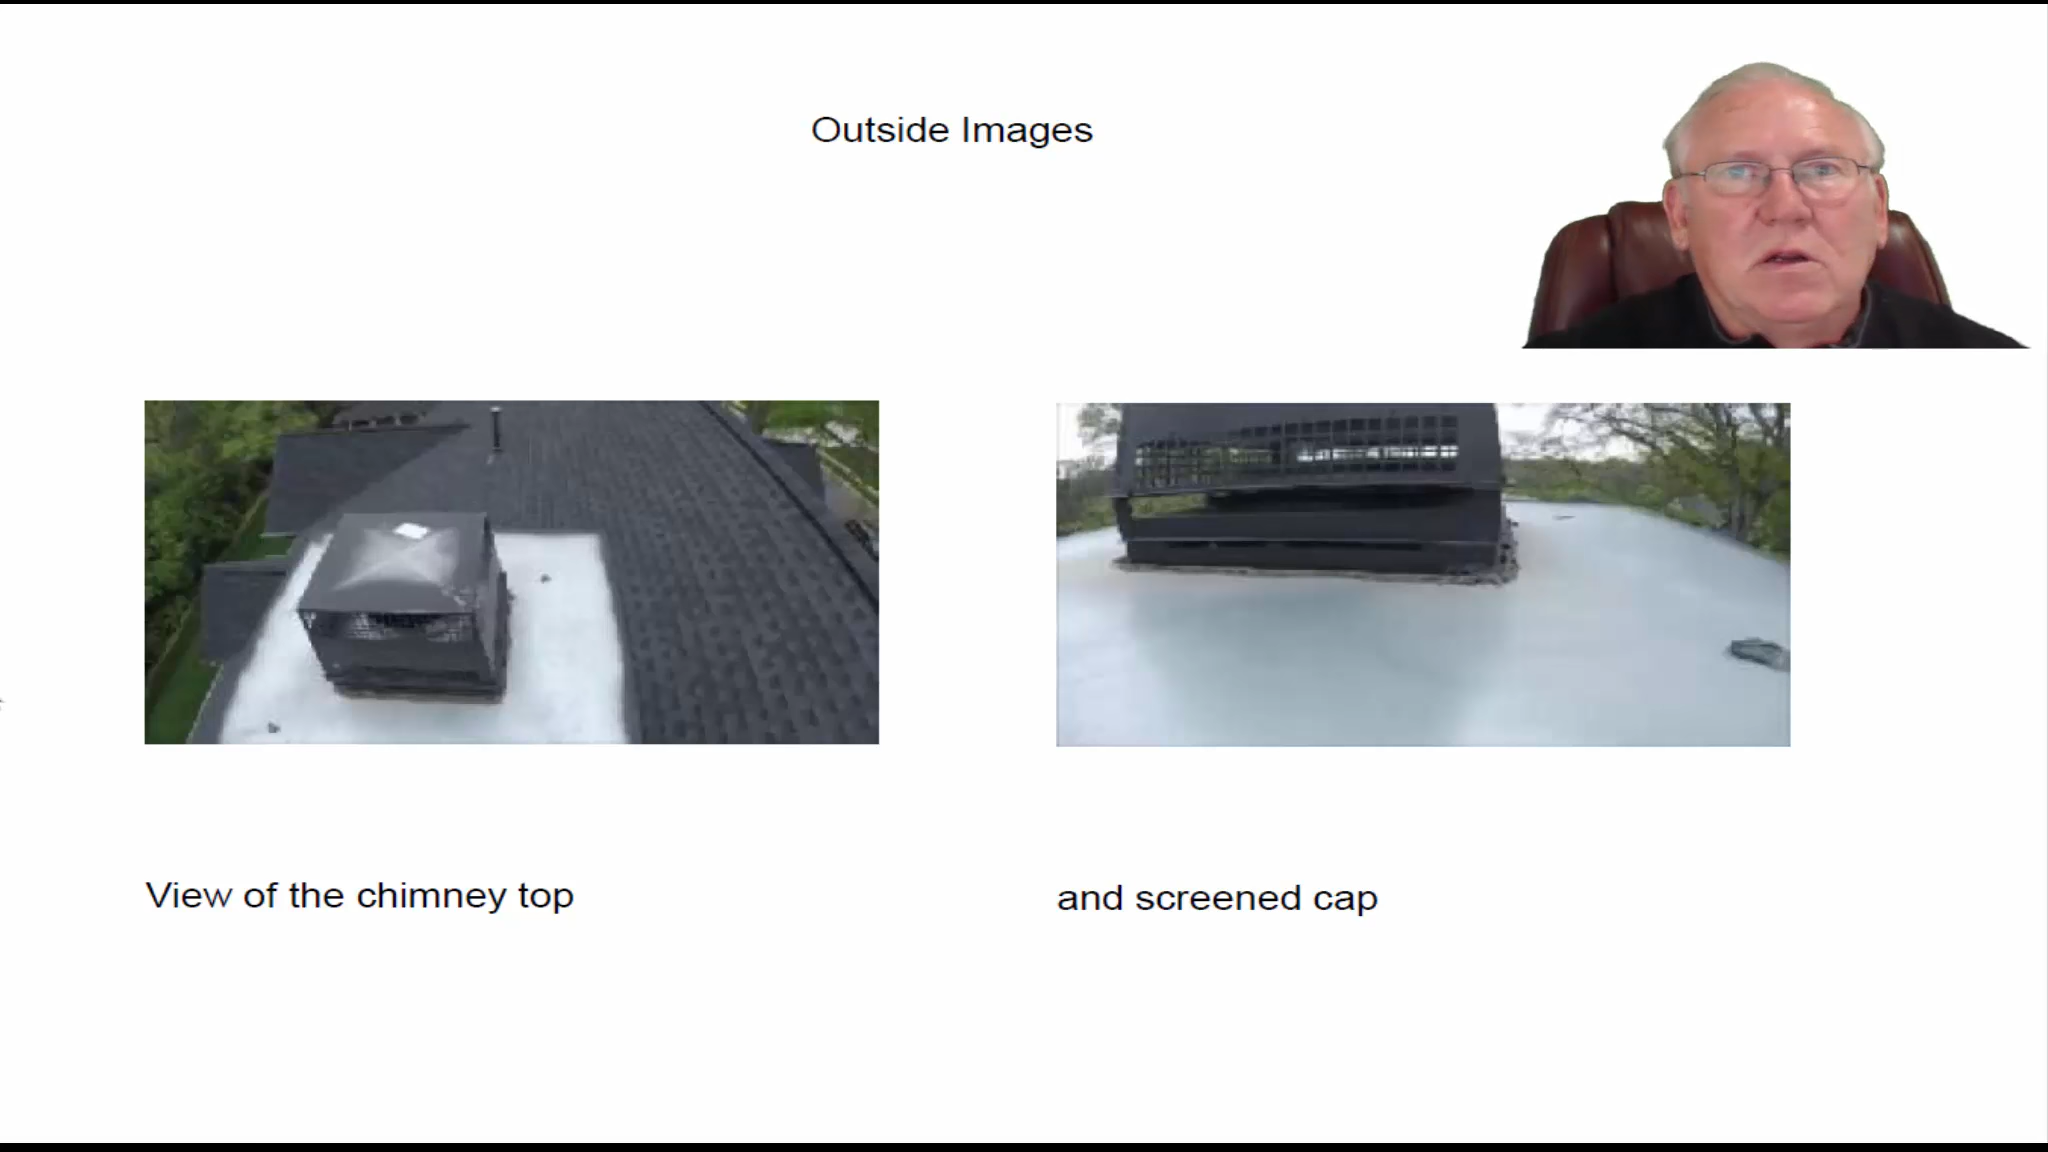 Outside Images
View of the chimney top
and screened cap